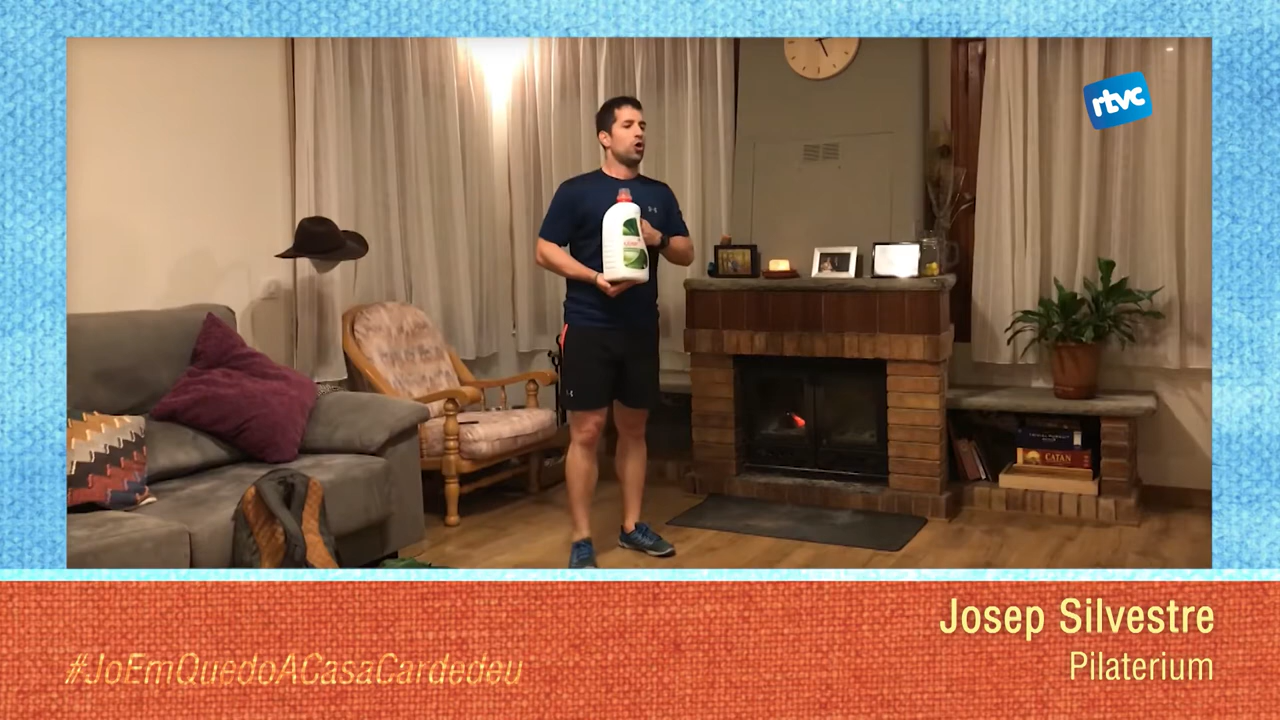 rtvc
CATAN
Josep Silvestre
#JoEmQuedoACasaCardedeu
Pilaterium